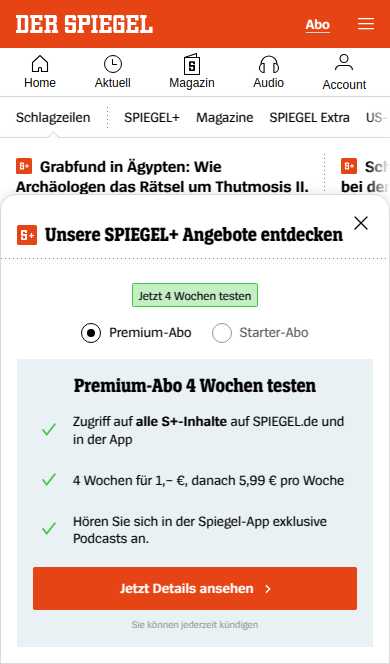 DER SPIEGEL
Abo
Home
Aktuell
Magazin
Audio
Account
Schlagzeilen
SPIEGEL+
Magazine
SPIEGEL Extra
US-
S+ Grabfund in Ägypten: Wie
Archäologen das Rätsel um Thutmosis II.
S+ Sch
bei der
S+ Unsere SPIEGEL+ Angebote entdecken
Jetzt 4 Wochen testen
Premium-Abo
Starter-Abo
Premium-Abo 4 Wochen testen
Zugriff auf alle S+-Inhalte auf SPIEGEL.de und
in der App
4 Wochen für 1,– €, danach 5,99 € pro Woche
Hören Sie sich in der Spiegel-App exklusive
Podcasts an.
Jetzt Details ansehen
Sie können jederzeit kündigen